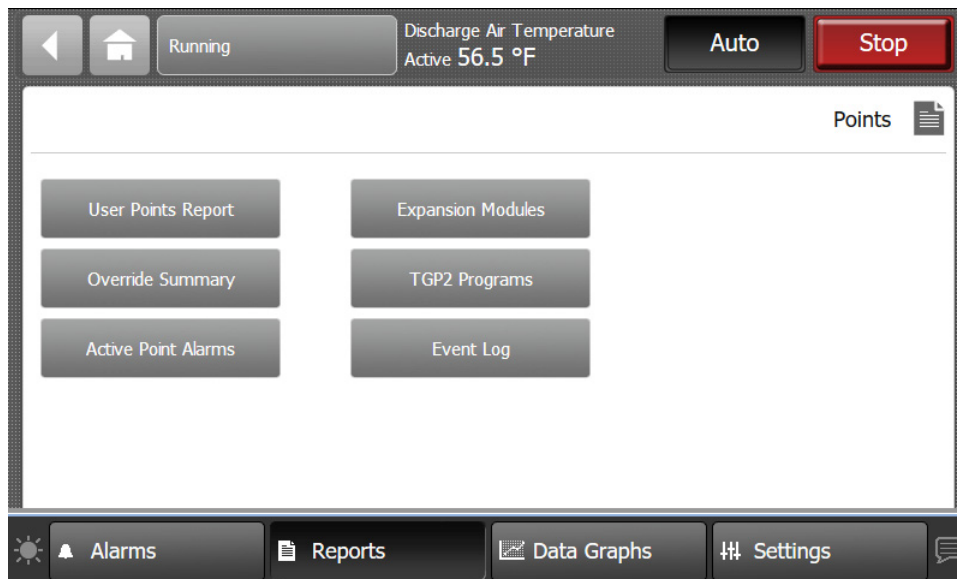 Running
Discharge Air Temperature
Active 56.5 °F
Auto
Stop
Points
User Points Report
Expansion Modules
Override Summary
TGP2 Programs
Active Point Alarms
Event Log
Alarms
Reports
Data Graphs
Settings